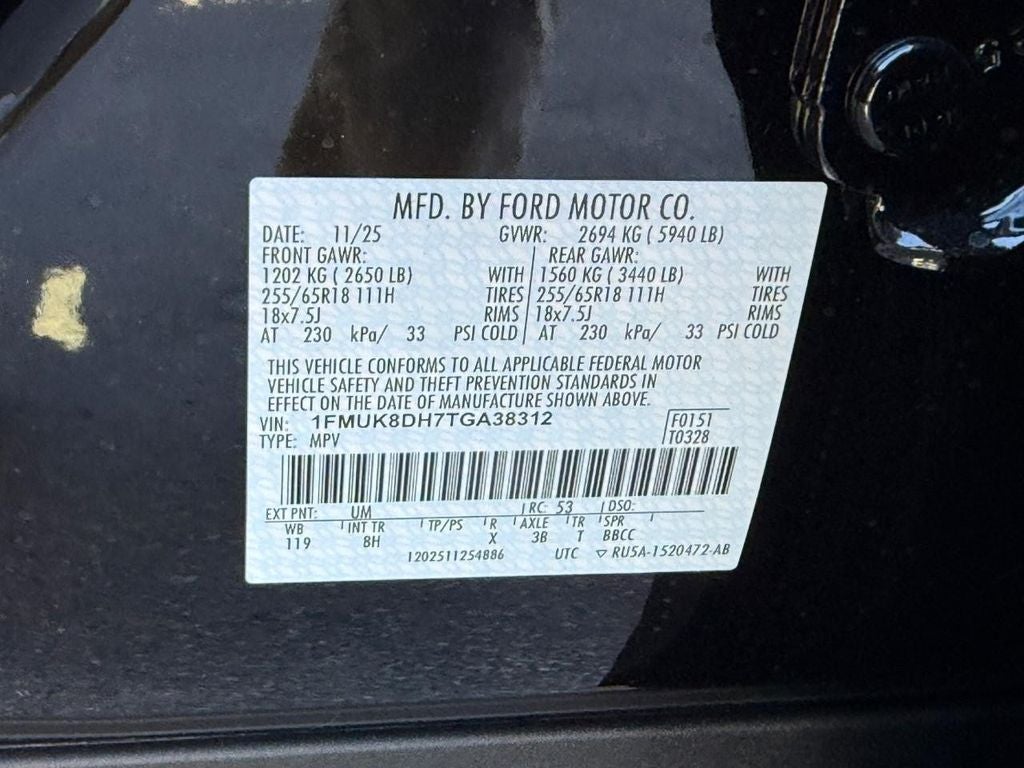 MFD. BY FORD MOTOR CO.
DATE: 11/25 GVWR: 2694 KG ( 5940 LB)
FRONT GAWR: REAR GAWR:
1202 KG ( 2650 LB) WITH 1560 KG ( 3440 LB) WITH
255/65R18 111H TIRES 255/65R18 111H TIRES
18x7.5J RIMS 18x7.5J RIMS
AT 230 kPa/ 33 PSI COLD AT 230 kPa/ 33 PSI COLD
THIS VEHICLE CONFORMS TO ALL APPLICABLE FEDERAL MOTOR
VEHICLE SAFETY AND THEFT PREVENTION STANDARDS IN
EFFECT ON THE DATE OF MANUFACTURE SHOWN ABOVE.
VIN: 1FMUK8DH7TGA38312 F0151
TYPE: MPV T0328
EXT PNT: UM RC: 53 DSO:
WB INT TR TP/PS R AXLE TR SPR
119 8H X 3B T BBCC
1202511254886 UTC ▽ RU5A-1520472-AB